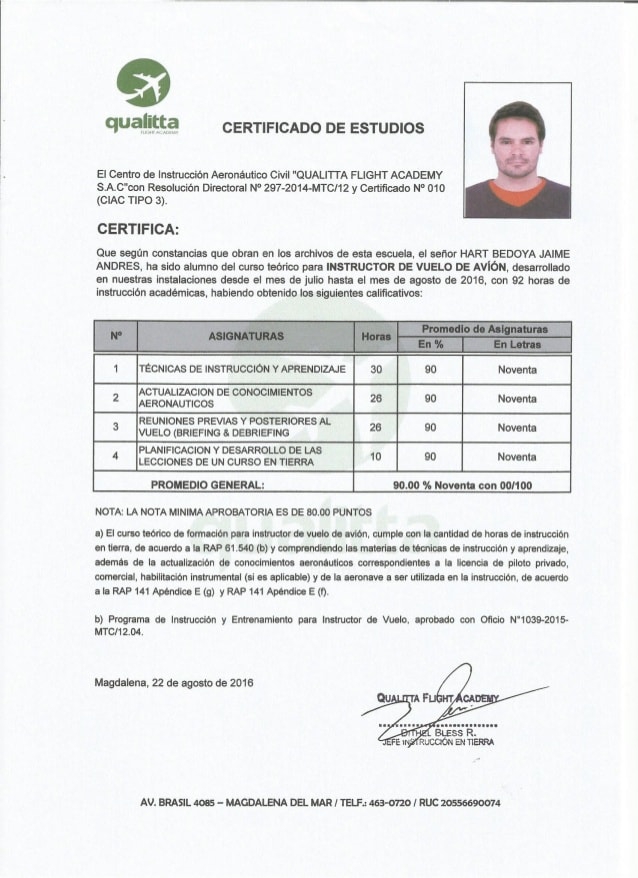 qualitta
FLIGHT ACADEMY
CERTIFICADO DE ESTUDIOS
El Centro de Instrucción Aeronáutico Civil "QUALITTA FLIGHT ACADEMY
S.A.C"con Resolución Directoral Nº 297-2014-MTC/12 y Certificado Nº 010
(CIAC TIPO 3).
CERTIFICA:
Que según constancias que obran en los archivos de esta escuela, el señor HART BEDOYA JAIME
ANDRES, ha sido alumno del curso teórico para INSTRUCTOR DE VUELO DE AVIÓN, desarrollado
en nuestras instalaciones desde el mes de julio hasta el mes de agosto de 2016, con 92 horas de
instrucción académicas, habiendo obtenido los siguientes calificativos:
Nº ASIGNATURAS Horas Promedio de Asignaturas
En % En Letras
1 TÉCNICAS DE INSTRUCCIÓN Y APRENDIZAJE 30 90 Noventa
2 ACTUALIZACION DE CONOCIMIENTOS
AERONAUTICOS 26 90 Noventa
3 REUNIONES PREVIAS Y POSTERIORES AL
VUELO (BRIEFING & DEBRIEFING 26 90 Noventa
4 PLANIFICACION Y DESARROLLO DE LAS
LECCIONES DE UN CURSO EN TIERRA 10 90 Noventa
PROMEDIO GENERAL: 90.00 % Noventa con 00/100
NOTA: LA NOTA MINIMA APROBATORIA ES DE 80.00 PUNTOS
a) El curso teórico de formación para instructor de vuelo de avión, cumple con la cantidad de horas de instrucción
en tierra, de acuerdo a la RAP 61.540 (b) y comprendiendo las materias de técnicas de instrucción y aprendizaje,
además de la actualización de conocimientos aeronáuticos correspondientes a la licencia de piloto privado,
comercial, habilitación instrumental (si es aplicable) y de la aeronave a ser utilizada en la instrucción, de acuerdo
a la RAP 141 Apéndice E (g) y RAP 141 Apéndice E (f).
b) Programa de Instrucción y Entrenamiento para Instructor de Vuelo, aprobado con Oficio N°1039-2015-
MTC/12.04.
Magdalena, 22 de agosto de 2016
QUALITTA FLIGHT ACADEMY
BLESS R.
JEFE INSTRUCCIÓN EN TIERRA
AV. BRASIL 4085 – MAGDALENA DEL MAR / TELF.: 463-0720 / RUC 20556690074